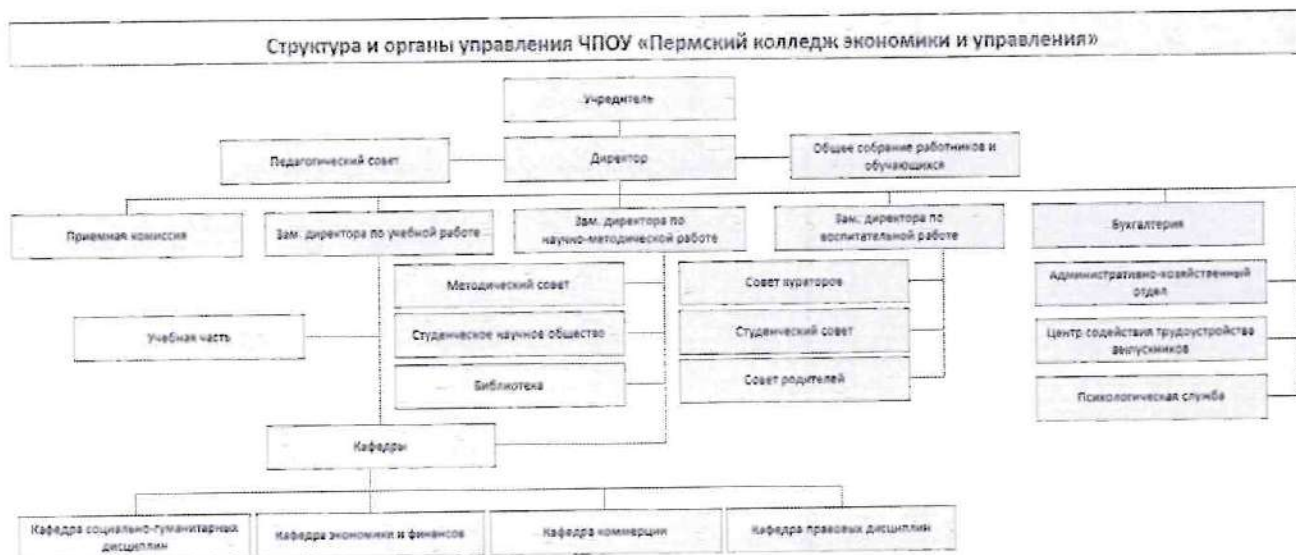 Структура и органы управления ЧПОУ «Пермский колледж экономики и управления»
Учредитель
Педагогический совет
Директор
Общее собрание работников и
обучающихся
Приемная комиссия
Зам. директора по учебной работе
Зам. директора по
научно-методической работе
Зам. директора по
воспитательной работе
Бухгалтерия
Методический совет
Совет кураторов
Административно-хозяйственный
отдел
Учебная часть
Студенческое научное общество
Студенческий совет
Центр содействия трудоустройства
выпускников
Библиотека
Совет родителей
Психологическая служба
Кафедры
Кафедра социально-гуманитарных
дисциплин
Кафедра экономики и финансов
Кафедра коммерции
Кафедра правовых дисциплин